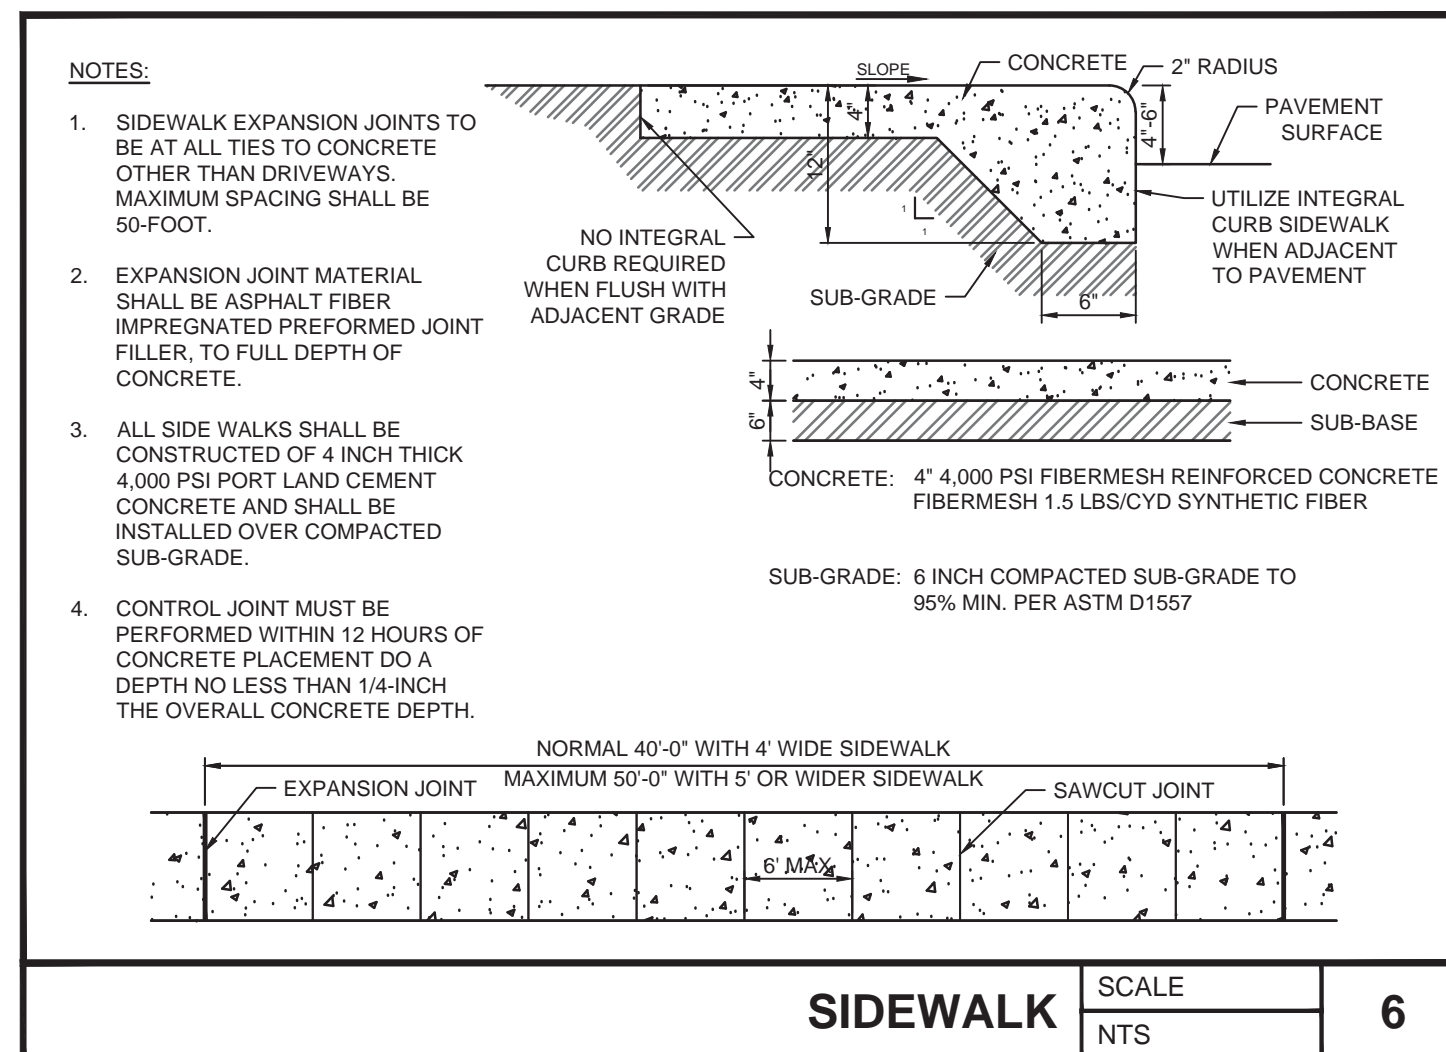 NOTES:
1. SIDEWALK EXPANSION JOINTS TO
BE AT ALL TIES TO CONCRETE
OTHER THAN DRIVEWAYS.
MAXIMUM SPACING SHALL BE
50-FOOT.
2. EXPANSION JOINT MATERIAL
SHALL BE ASPHALT FIBER
IMPREGNATED PREFORMED JOINT
FILLER, TO FULL DEPTH OF
CONCRETE.
3. ALL SIDE WALKS SHALL BE
CONSTRUCTED OF 4 INCH THICK
4,000 PSI PORT LAND CEMENT
CONCRETE AND SHALL BE
INSTALLED OVER COMPACTED
SUB-GRADE.
4. CONTROL JOINT MUST BE
PERFORMED WITHIN 12 HOURS OF
CONCRETE PLACEMENT DO A
DEPTH NO LESS THAN 1/4-INCH
THE OVERALL CONCRETE DEPTH.
SLOPE
CONCRETE
2" RADIUS
PAVEMENT
SURFACE
4"
12"
4"-6"
1
1
UTILIZE INTEGRAL
CURB SIDEWALK
WHEN ADJACENT
TO PAVEMENT
NO INTEGRAL
CURB REQUIRED
WHEN FLUSH WITH
ADJACENT GRADE
SUB-GRADE
6"
4"
CONCRETE
6"
SUB-BASE
CONCRETE: 4" 4,000 PSI FIBERMESH REINFORCED CONCRETE
FIBERMESH 1.5 LBS/CYD SYNTHETIC FIBER
SUB-GRADE: 6 INCH COMPACTED SUB-GRADE TO
95% MIN. PER ASTM D1557
NORMAL 40'-0" WITH 4' WIDE SIDEWALK
MAXIMUM 50'-0" WITH 5' OR WIDER SIDEWALK
EXPANSION JOINT
SAWCUT JOINT
6' MAX.
SIDEWALK
SCALE
NTS
6